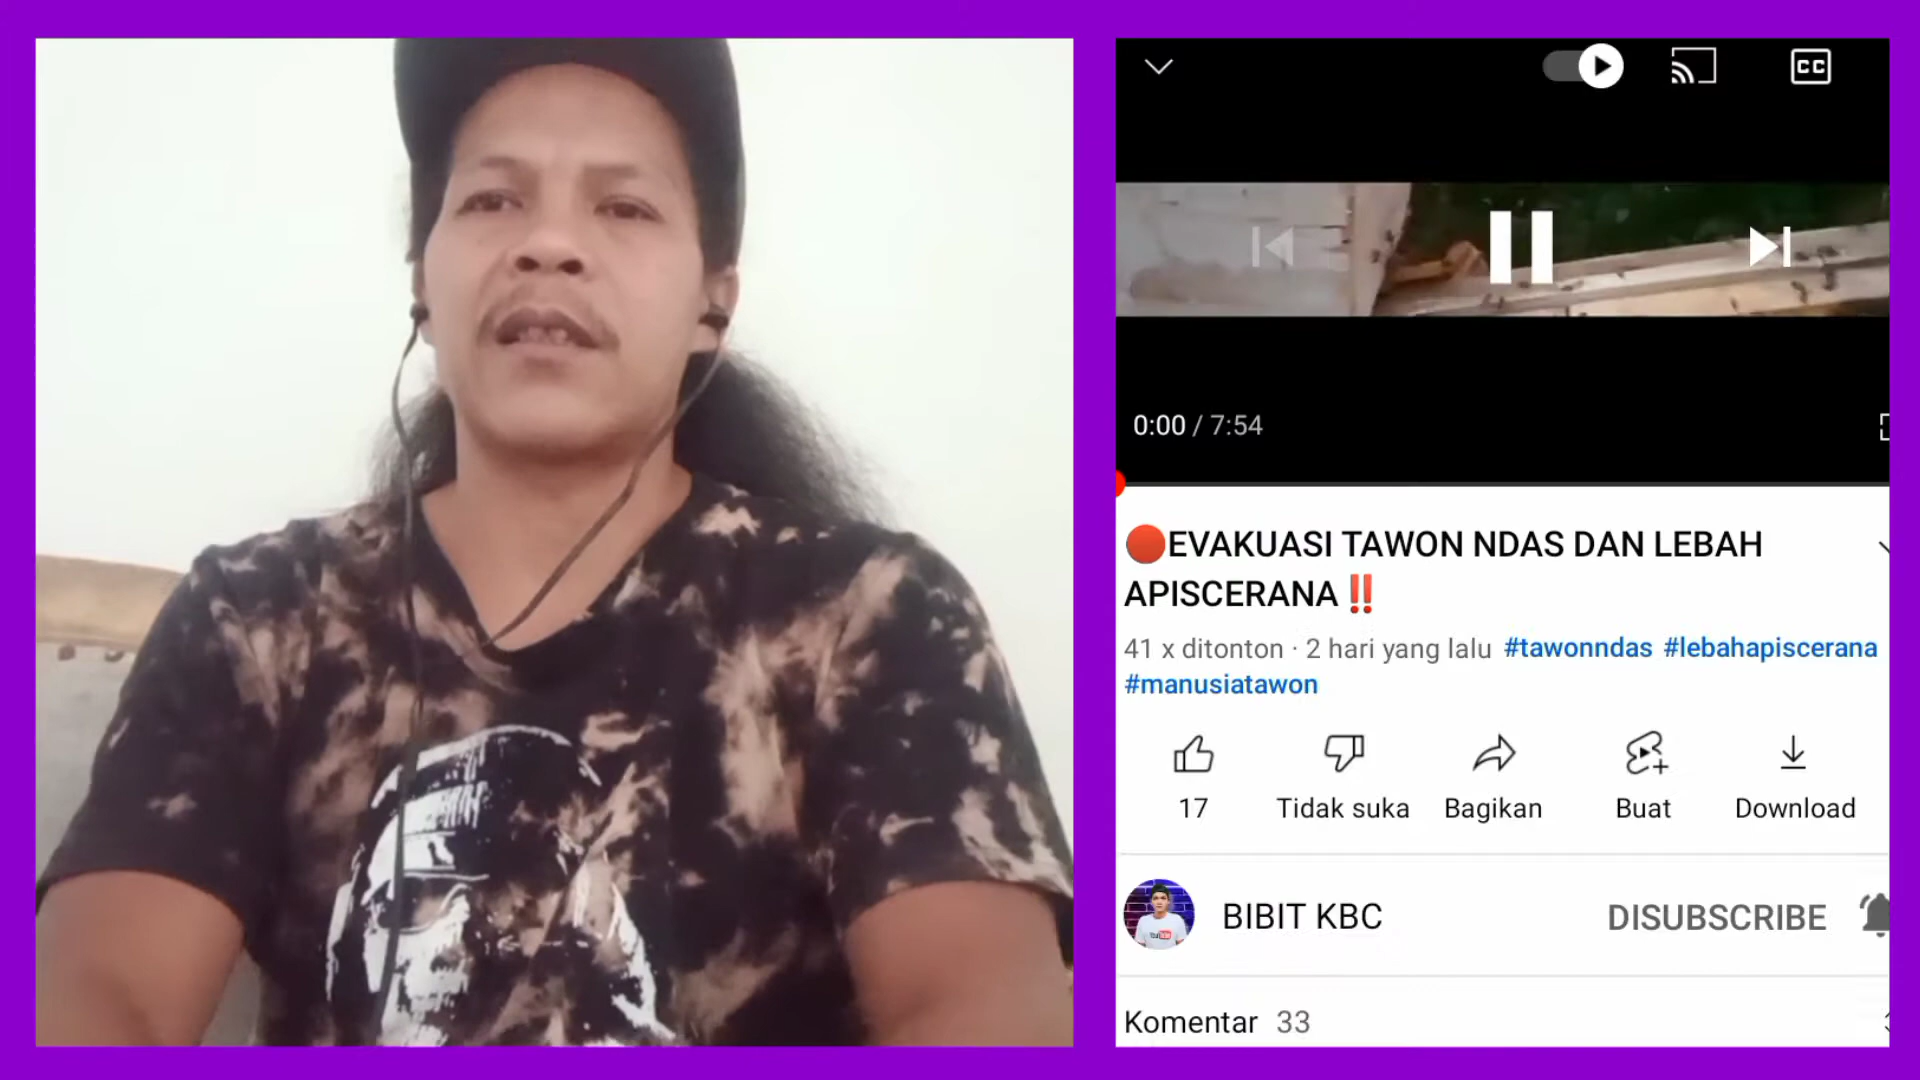 CC
0:00 / 7:54
🔴EVAKUASI TAWON NDAS DAN LEBAH
APISCERANA‼️
41 x ditonton · 2 hari yang lalu #tawonndas #lebahapiscerana
#manusiatawon
17
Tidak suka
Bagikan
Buat
Download
BIBIT KBC
DISUBSCRIBE
Komentar 33